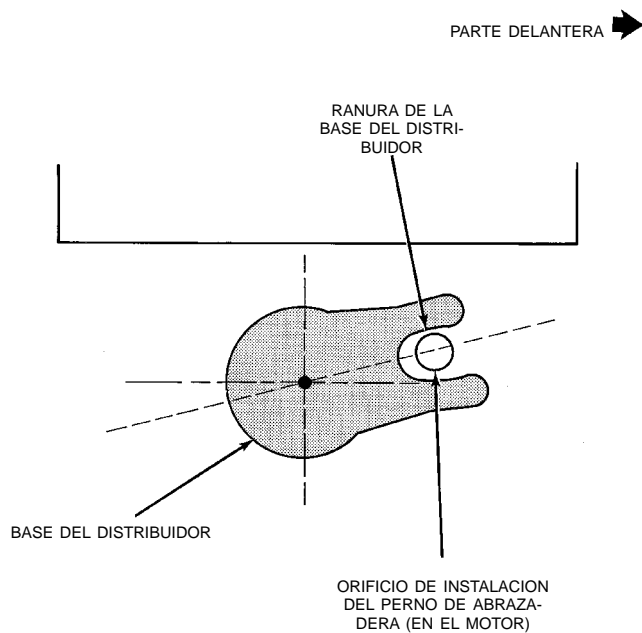 PARTE DELANTERA
RANURA DE LA
BASE DEL DISTRI-
BUIDOR
BASE DEL DISTRIBUIDOR
ORIFICIO DE INSTALACION
DEL PERNO DE ABRAZA-
DERA (EN EL MOTOR)